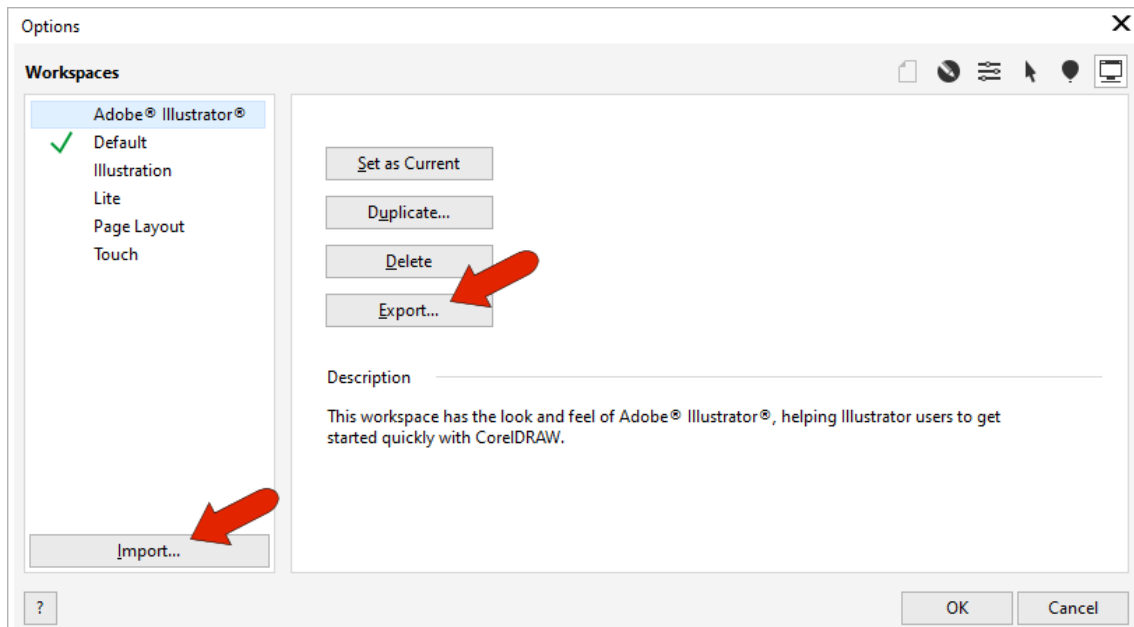 Options
Workspaces
Adobe® Illustrator®
Default
Illustration
Lite
Page Layout
Touch
Import...
Set as Current
Duplicate...
Delete
Export...
Description
This workspace has the look and feel of Adobe® Illustrator®, helping Illustrator users to get
started quickly with CorelDRAW.
?
OK
Cancel